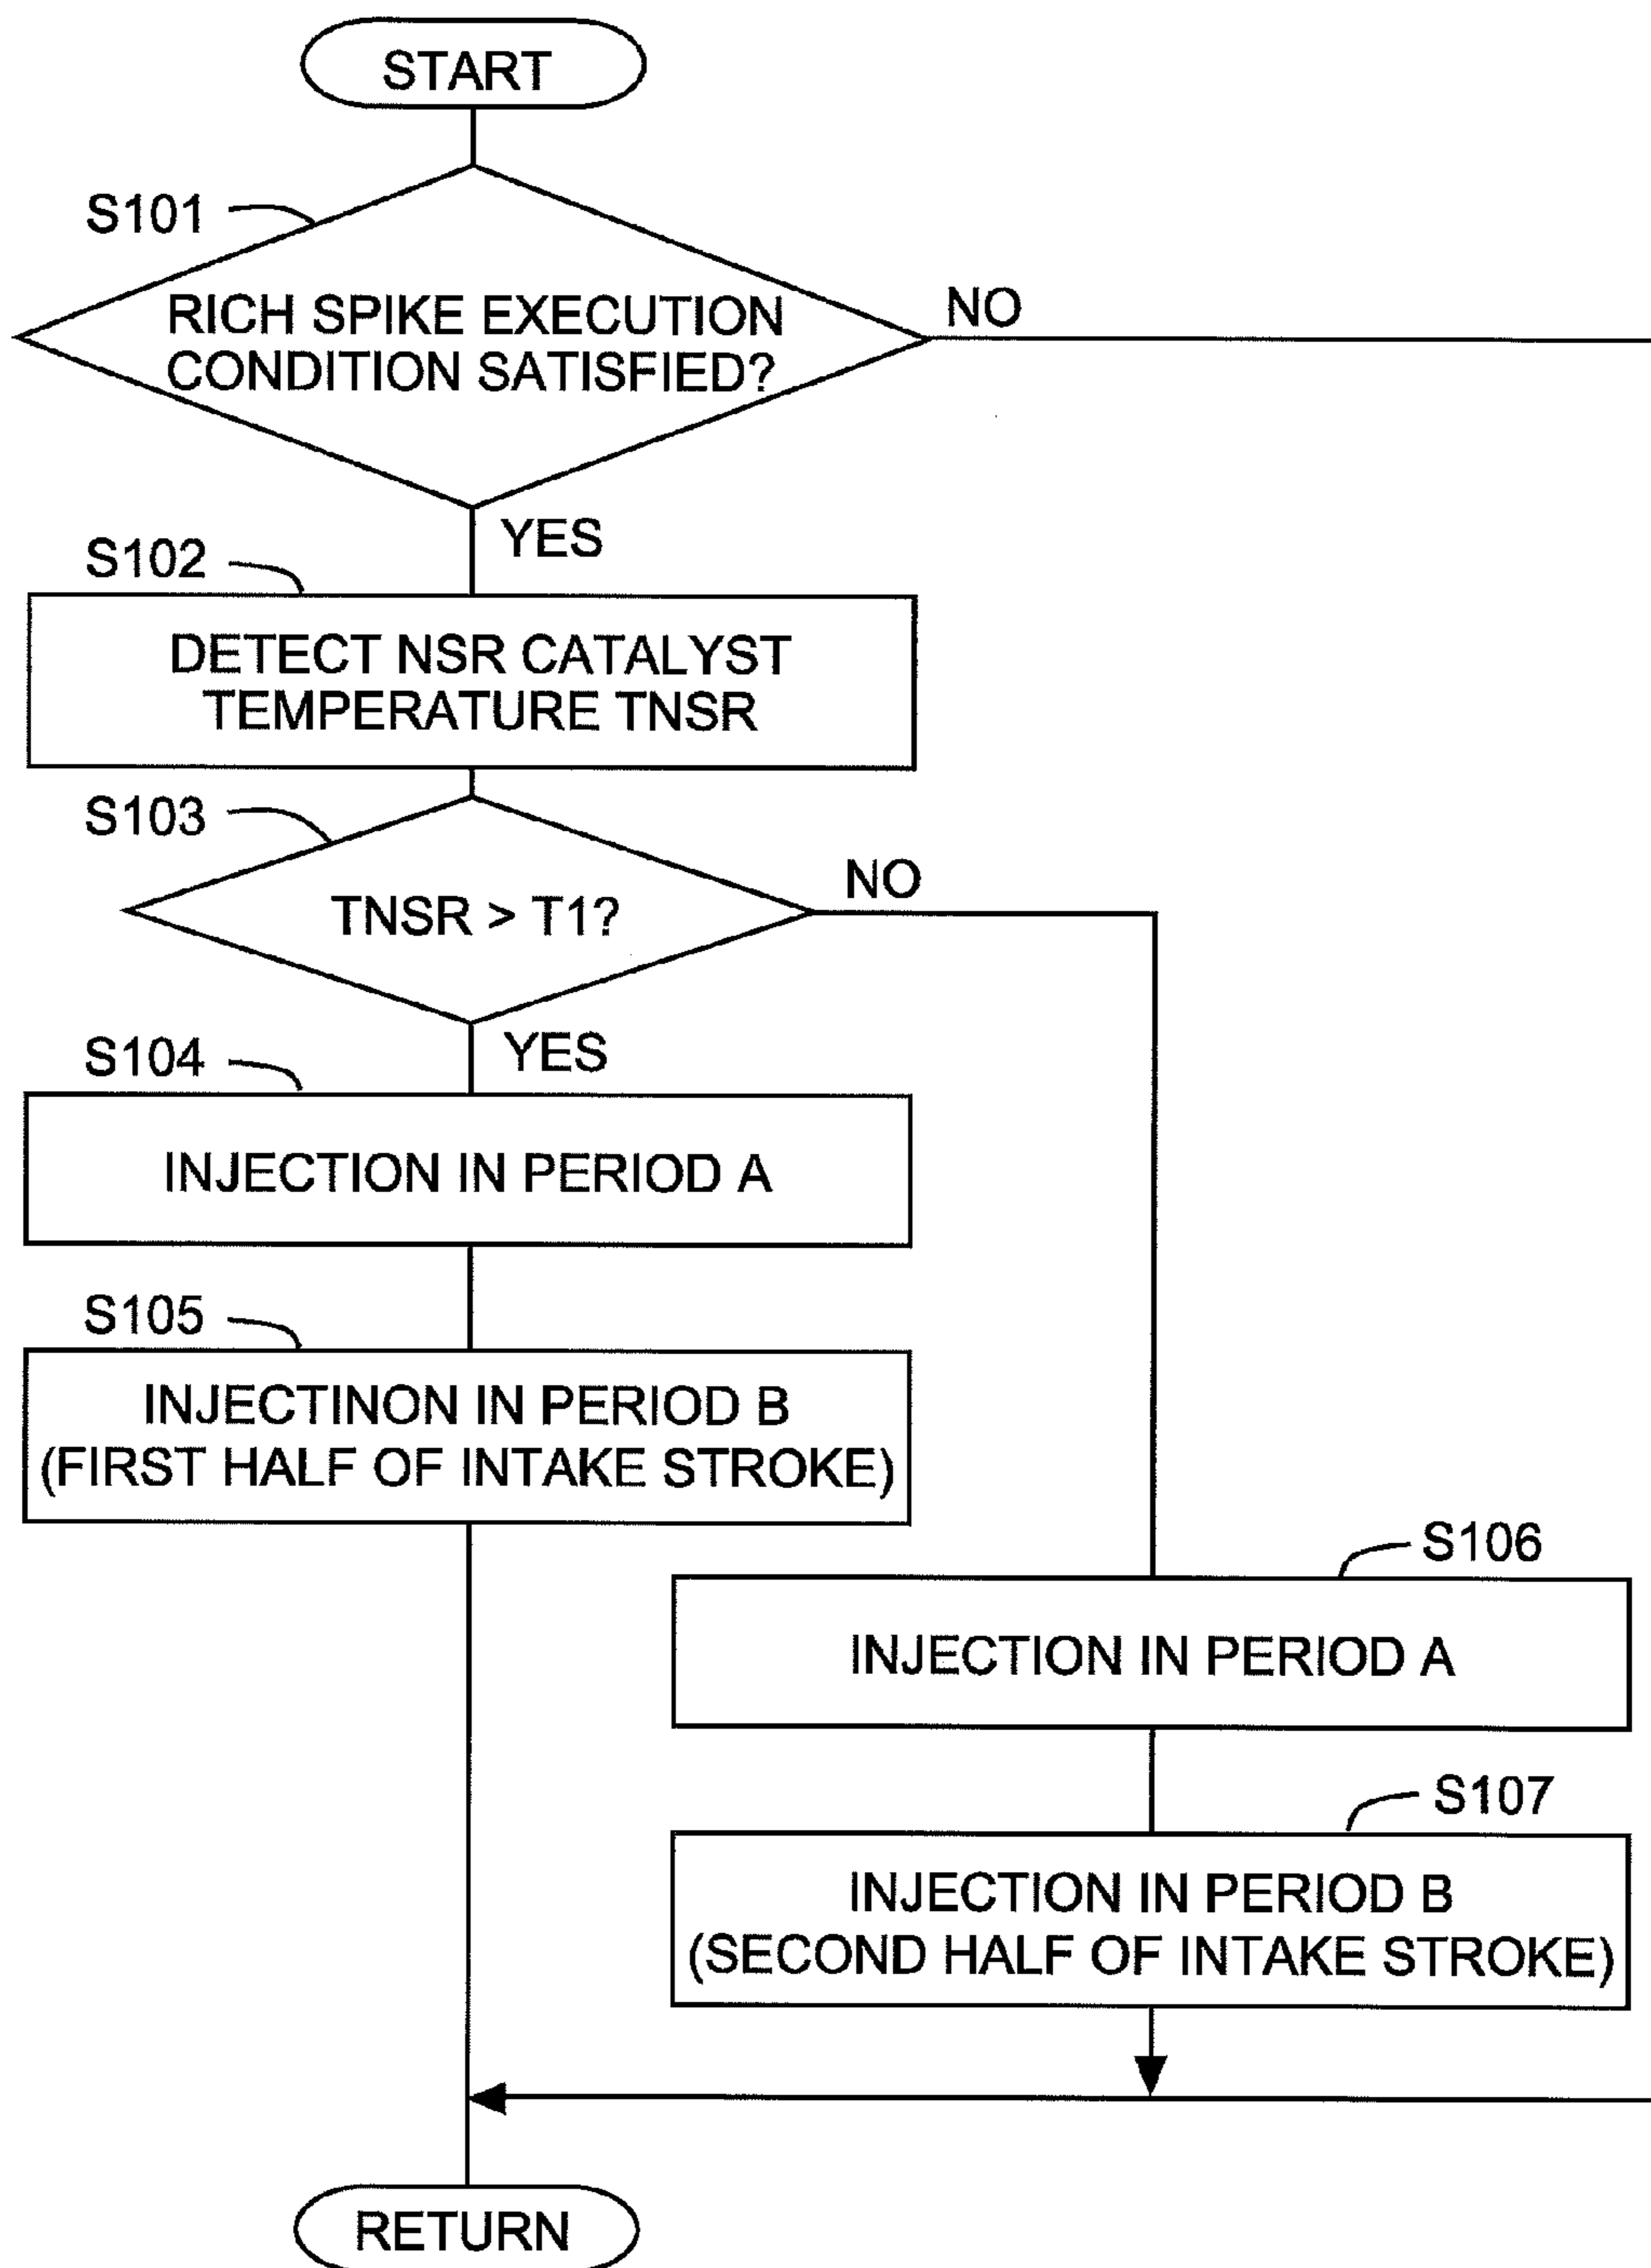 START
S101
RICH SPIKE EXECUTION
CONDITION SATISFIED?
NO
YES
S102
DETECT NSR CATALYST
TEMPERATURE TNSR
S103
TNSR > T1?
NO
YES
S104
INJECTION IN PERIOD A
S105
INJECTINON IN PERIOD B
(FIRST HALF OF INTAKE STROKE)
S106
INJECTION IN PERIOD A
S107
INJECTION IN PERIOD B
(SECOND HALF OF INTAKE STROKE)
RETURN